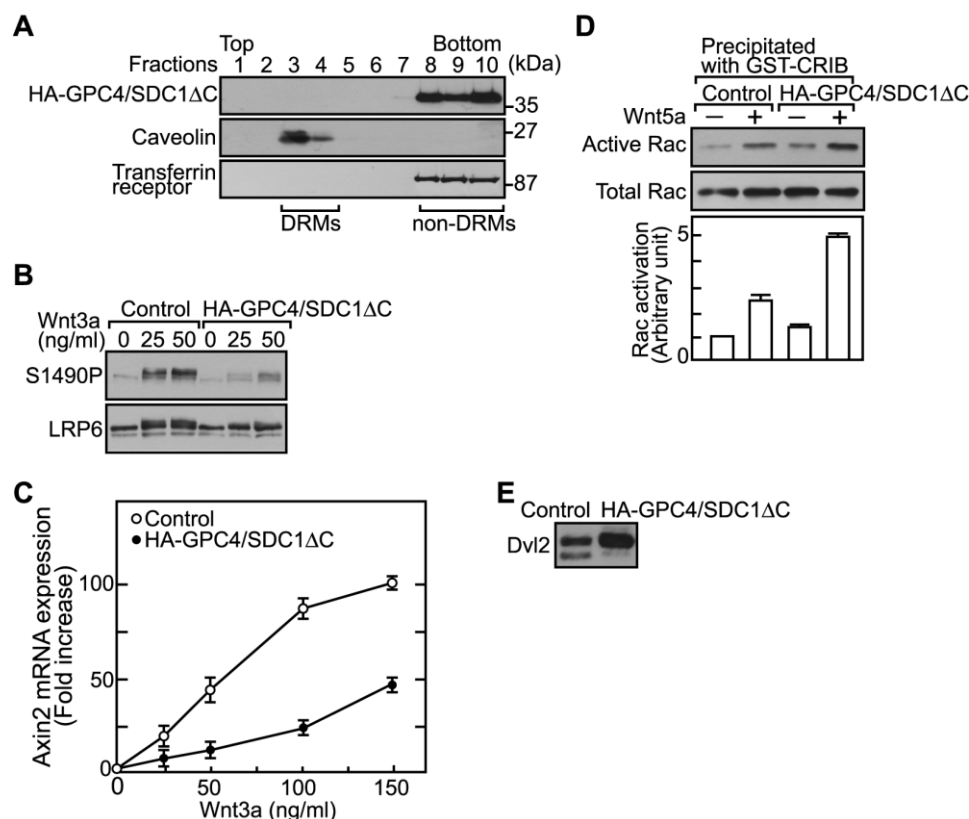 A
Top Bottom
Fractions 1 2 3 4 5 6 7 8 9 10 (kDa)
HA-GPC4/SDC1ΔC
35
Caveolin
27
Transferrin
receptor
87
DRMs non-DRMs
B
Control HA-GPC4/SDC1ΔC
Wnt3a
(ng/ml) 0 25 50 0 25 50
S1490P
LRP6
C
Control
HA-GPC4/SDC1ΔC
Axin2 mRNA expression
(Fold increase)
100
50
0
0 50 100 150
Wnt3a (ng/ml)
D
Precipitated
with GST-CRIB
Control HA-GPC4/SDC1ΔC
Wnt5a − + − +
Active Rac
Total Rac
Rac activation
(Arbitrary unit)
5
1
0
E
Control HA-GPC4/SDC1ΔC
Dvl2